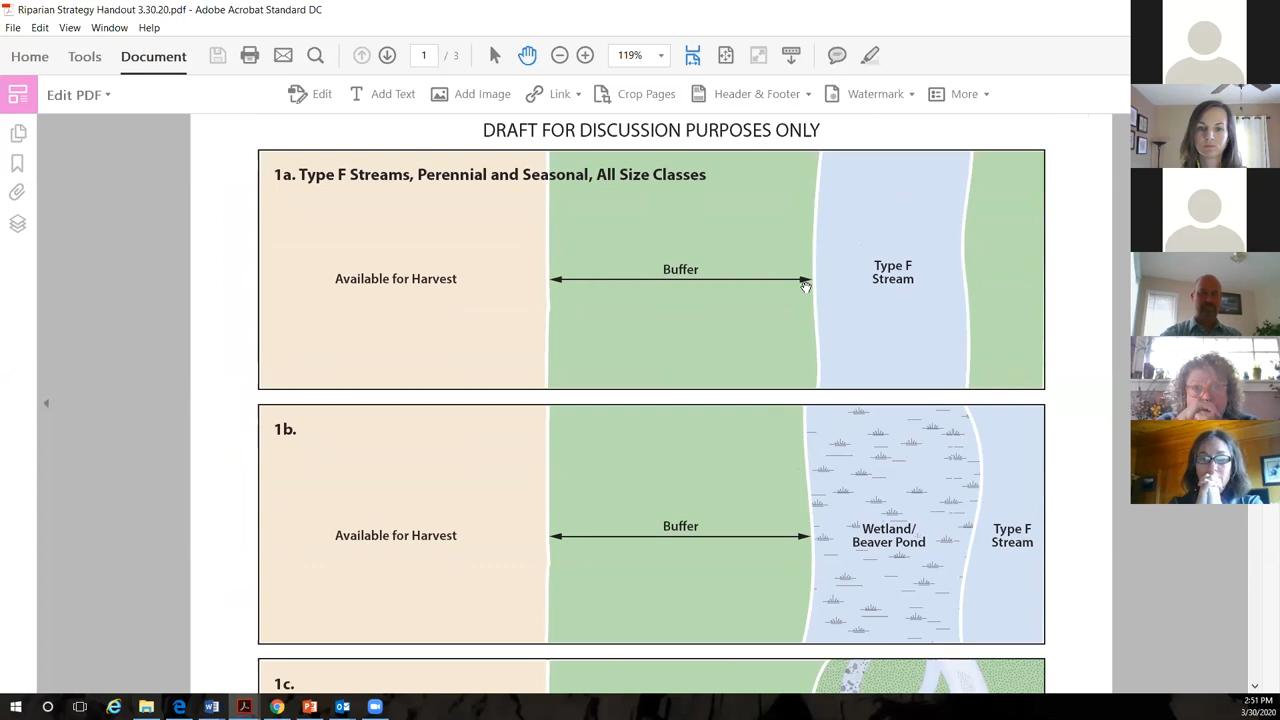 Riparian Strategy Handout 3.30.20.pdf - Adobe Acrobat Standard DC
File Edit View Window Help
Home Tools Document 1 / 3 119%
Edit PDF Edit Add Text Add Image Link Crop Pages Header & Footer Watermark More
DRAFT FOR DISCUSSION PURPOSES ONLY
1a. Type F Streams, Perennial and Seasonal, All Size Classes
Available for Harvest
Buffer
Type F
Stream
1b.
Available for Harvest
Buffer
Wetland/
Beaver Pond
Type F
Stream
1c.
2:51 PM
3/30/2020